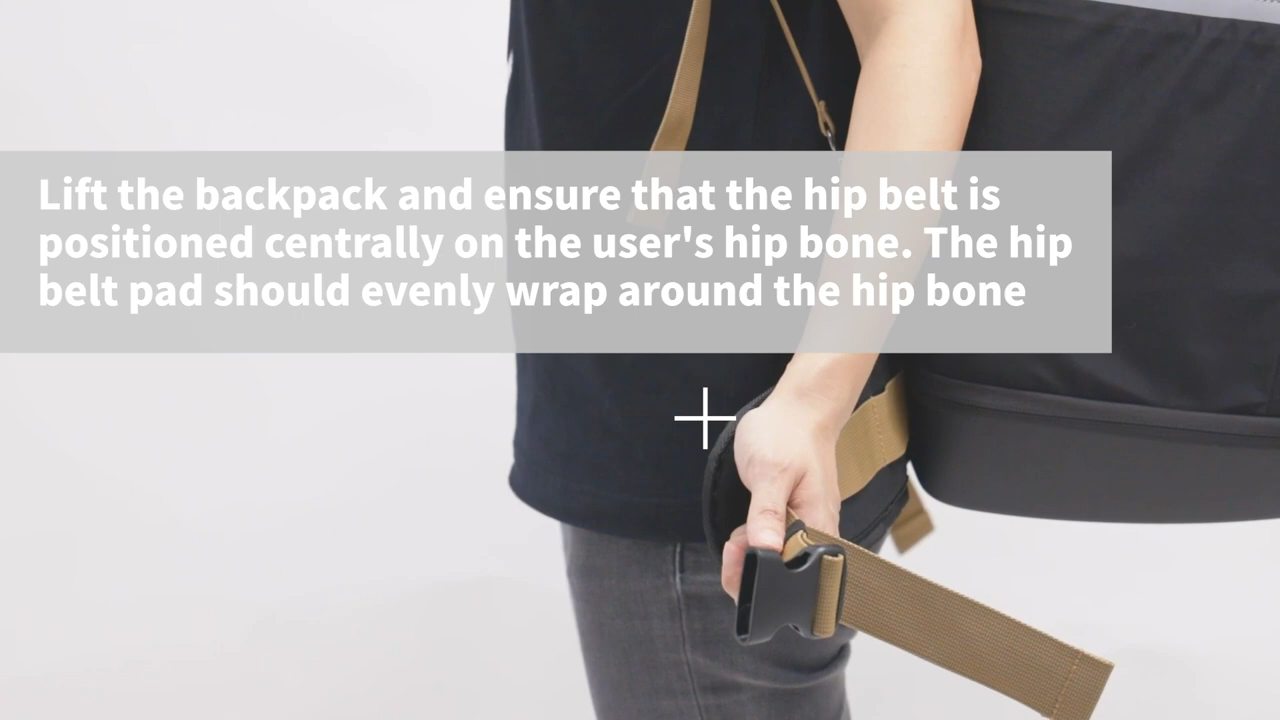 Lift the backpack and ensure that the hip belt is
positioned centrally on the user's hip bone. The hip
belt pad should evenly wrap around the hip bone